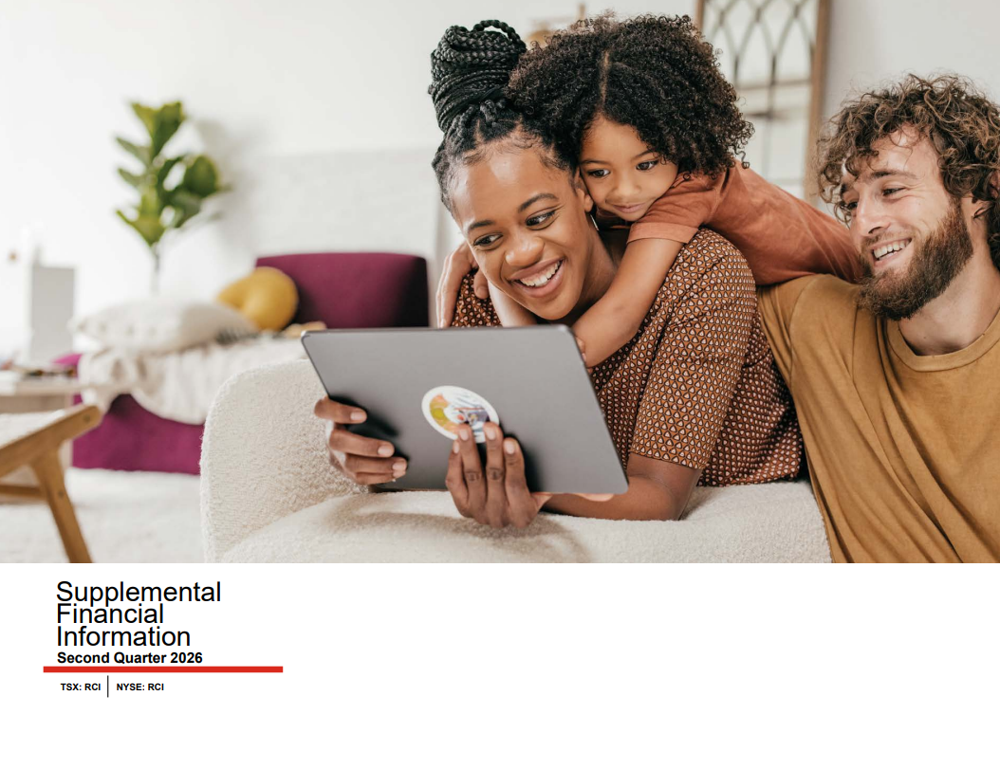 Supplemental
Financial
Information
Second Quarter 2026
TSX: RCI | NYSE: RCI